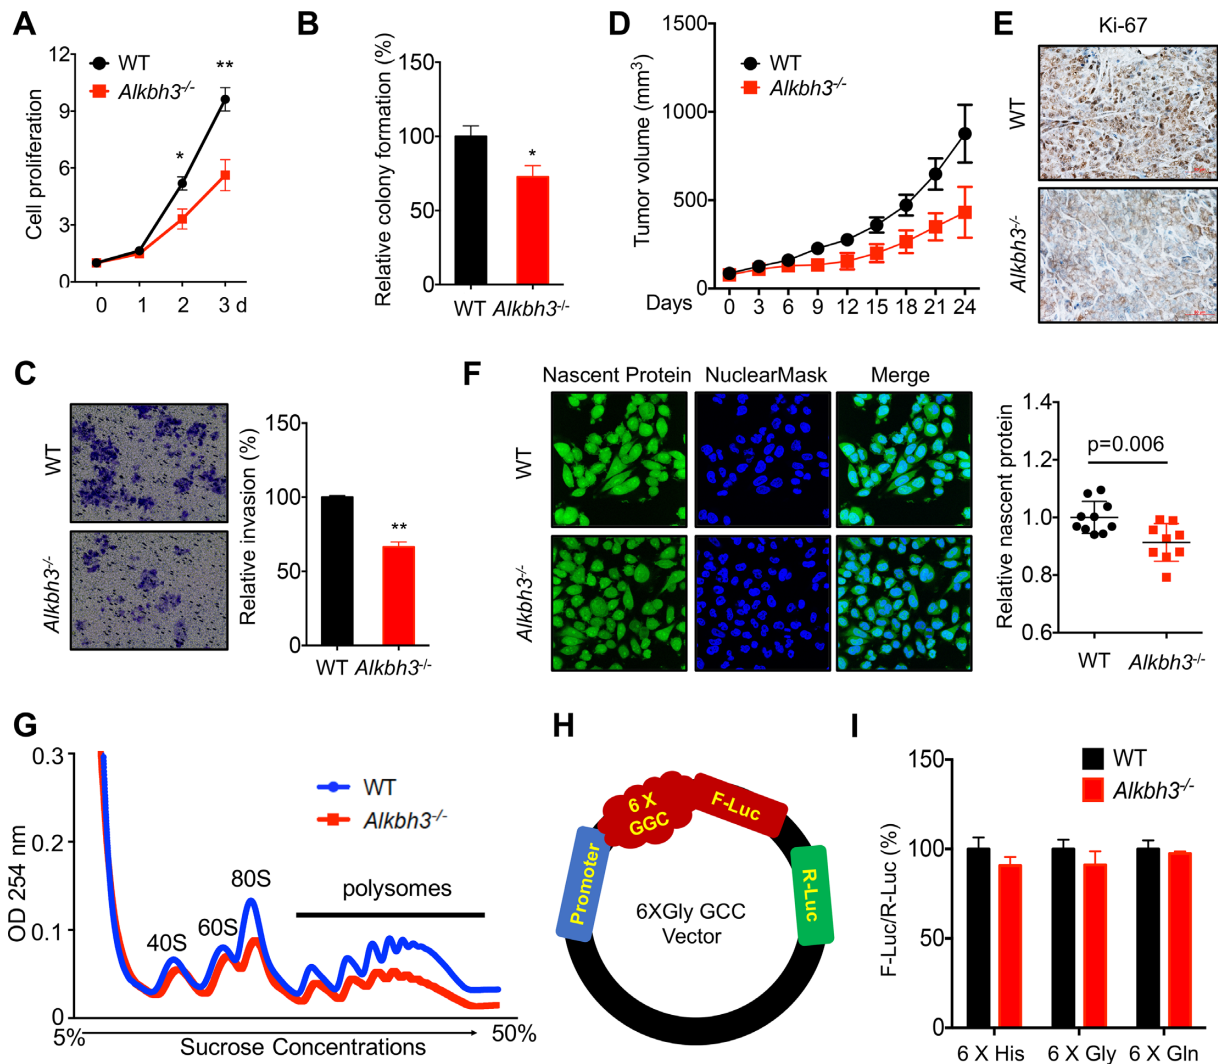 A
Cell proliferation
12
9
6
3
0
WT
Alkbh3-/-
*
**
0 1 2 3 d
B
Relative colony formation (%)
150
100
50
0
*
WT Alkbh3-/-
D
Tumor volume (mm3)
1500
1000
500
0
WT
Alkbh3-/-
Days 0 3 6 9 12 15 18 21 24
E
Ki-67
WT
Alkbh3-/-
C
WT
Alkbh3-/-
Relative invasion (%)
150
100
50
0
**
WT Alkbh3-/-
F
Nascent Protein NuclearMask Merge
WT
Alkbh3-/-
Relative nascent protein
1.4
1.2
1.0
0.8
0.6
p=0.006
WT Alkbh3-/-
G
OD 254 nm
0.3
0.2
0.1
0
WT
Alkbh3-/-
40S
60S
80S
polysomes
5% 50%
Sucrose Concentrations
H
Promoter
6 X
GGC
F-Luc
R-Luc
6XGly GCC
Vector
I
F-Luc/R-Luc (%)
150
100
50
0
WT
Alkbh3-/-
6 X His 6 X Gly 6 X Gln